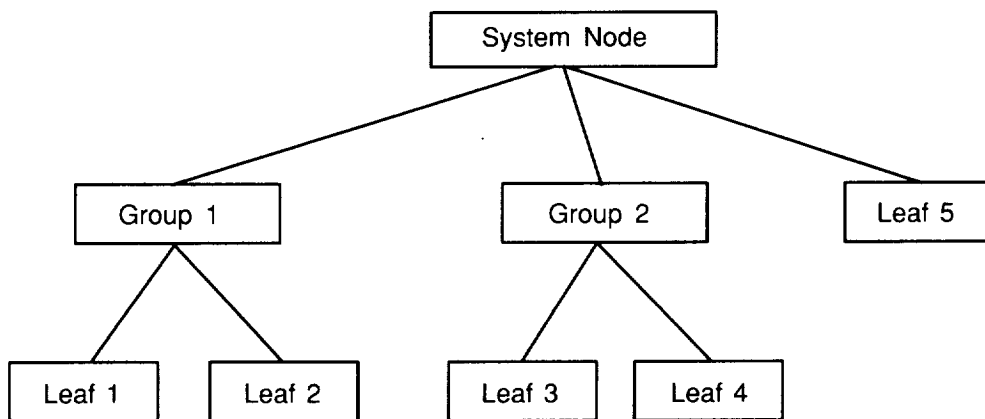 System Node
Group 1
Group 2
Leaf 5
Leaf 1
Leaf 2
Leaf 3
Leaf 4